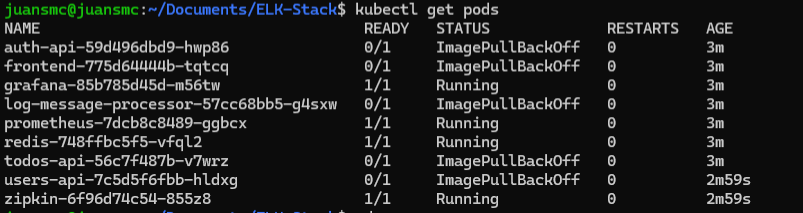 juansmc@juansmc:~/Documents/ELK-Stack$ kubectl get pods
NAME READY STATUS RESTARTS AGE
auth-api-59d496dbd9-hwp86 0/1 ImagePullBackOff 0 3m
frontend-775d64444b-tqtcq 0/1 ImagePullBackOff 0 3m
grafana-85b785d45d-m56tw 1/1 Running 0 3m
log-message-processor-57cc68bb5-g4sxw 0/1 ImagePullBackOff 0 3m
prometheus-7dcb8c8489-ggbcx 1/1 Running 0 3m
redis-748ffbc5f5-vfql2 1/1 Running 0 3m
todos-api-56c7f487b-v7wrz 0/1 ImagePullBackOff 0 3m
users-api-7c5d5f6fbb-hldxg 0/1 ImagePullBackOff 0 2m59s
zipkin-6f96d74c54-855z8 1/1 Running 0 3m